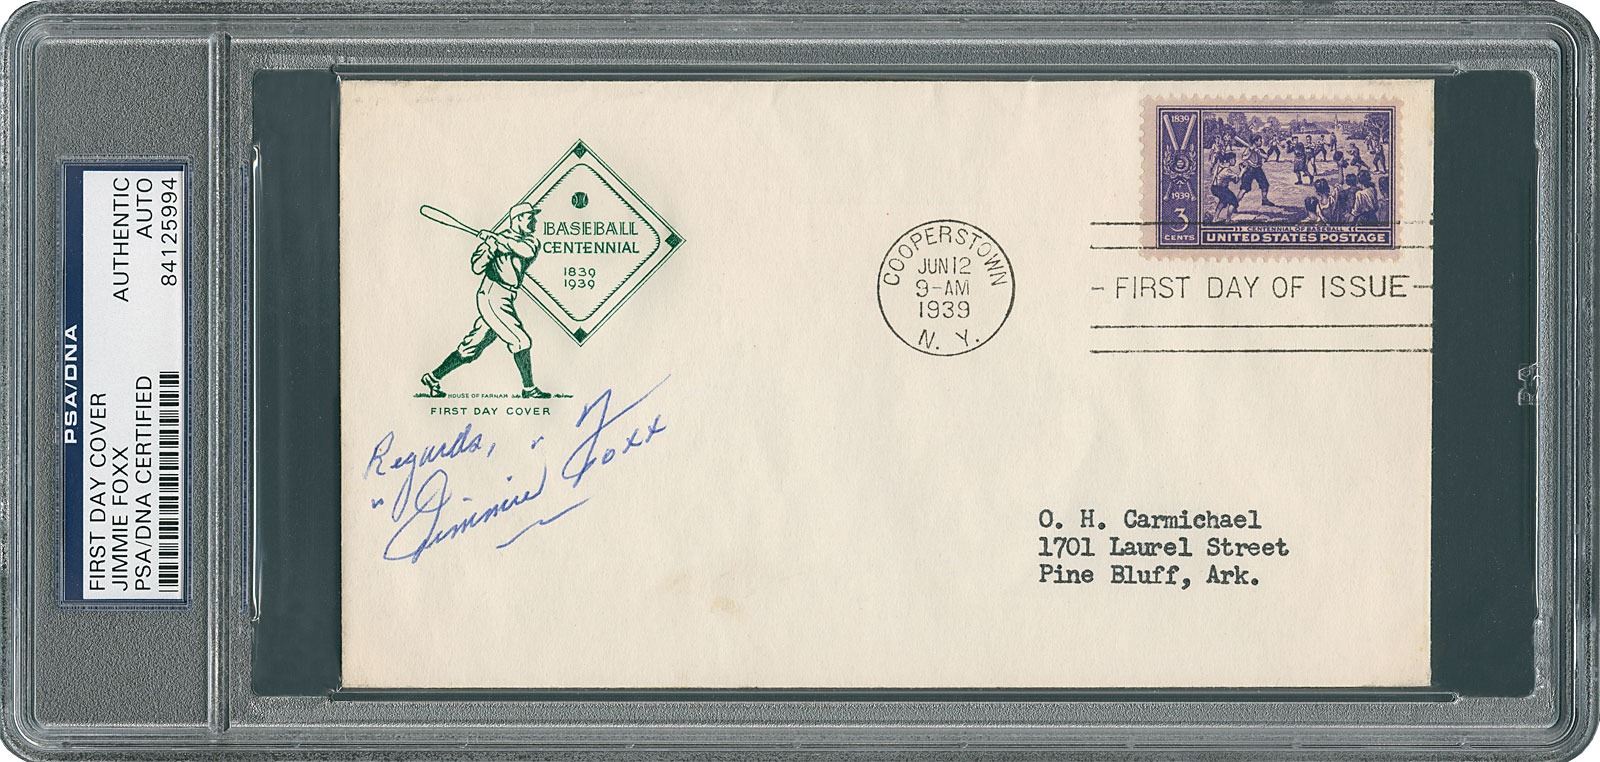 PSA/DNA
FIRST DAY COVER
JIMMIE FOXX
PSA/DNA CERTIFIED
AUTHENTIC
AUTO
84125994
BASEBALL
CENTENNIAL
1839
1939
HOUSE OF FARNAM
FIRST DAY COVER
Regards,
"Jimmie Foxx"
COOPERSTOWN
JUN 12
9-AM
1939
N. Y.
1839
1939
3
CENTS
CENTENNIAL OF BASEBALL
UNITED STATES POSTAGE
- FIRST DAY OF ISSUE -
O. H. Carmichael
1701 Laurel Street
Pine Bluff, Ark.